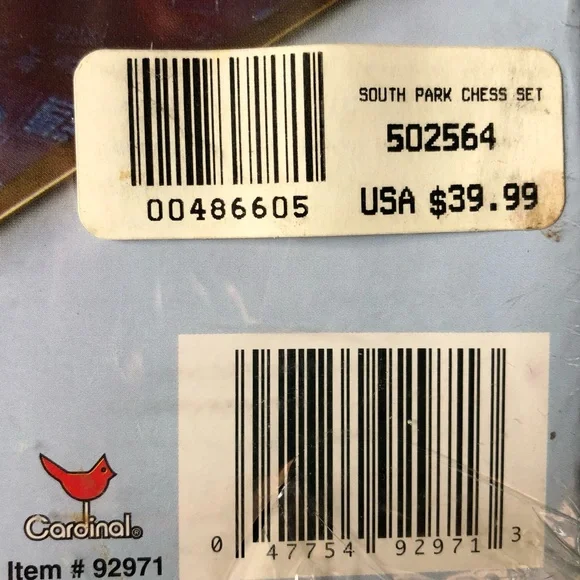 SOUTH PARK CHESS SET
502564
00486605
USA $39.99
Cardinal®
0 47754 92971 3
Item # 92971